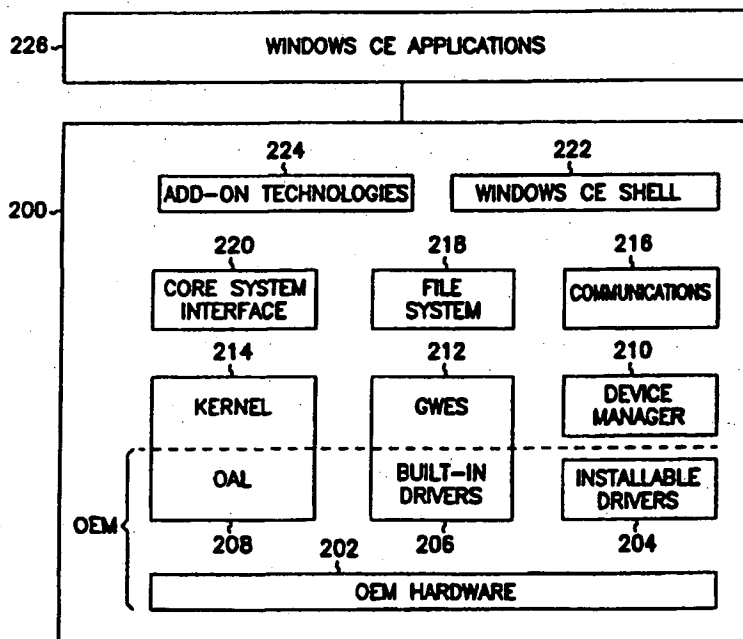 226
WINDOWS CE APPLICATIONS
200
224
222
ADD-ON TECHNOLOGIES
WINDOWS CE SHELL
220
218
216
CORE SYSTEM
INTERFACE
FILE
SYSTEM
COMMUNICATIONS
214
212
210
KERNEL
GWES
DEVICE
MANAGER
OEM
OAL
BUILT-IN
DRIVERS
INSTALLABLE
DRIVERS
208
206
204
202
OEM HARDWARE